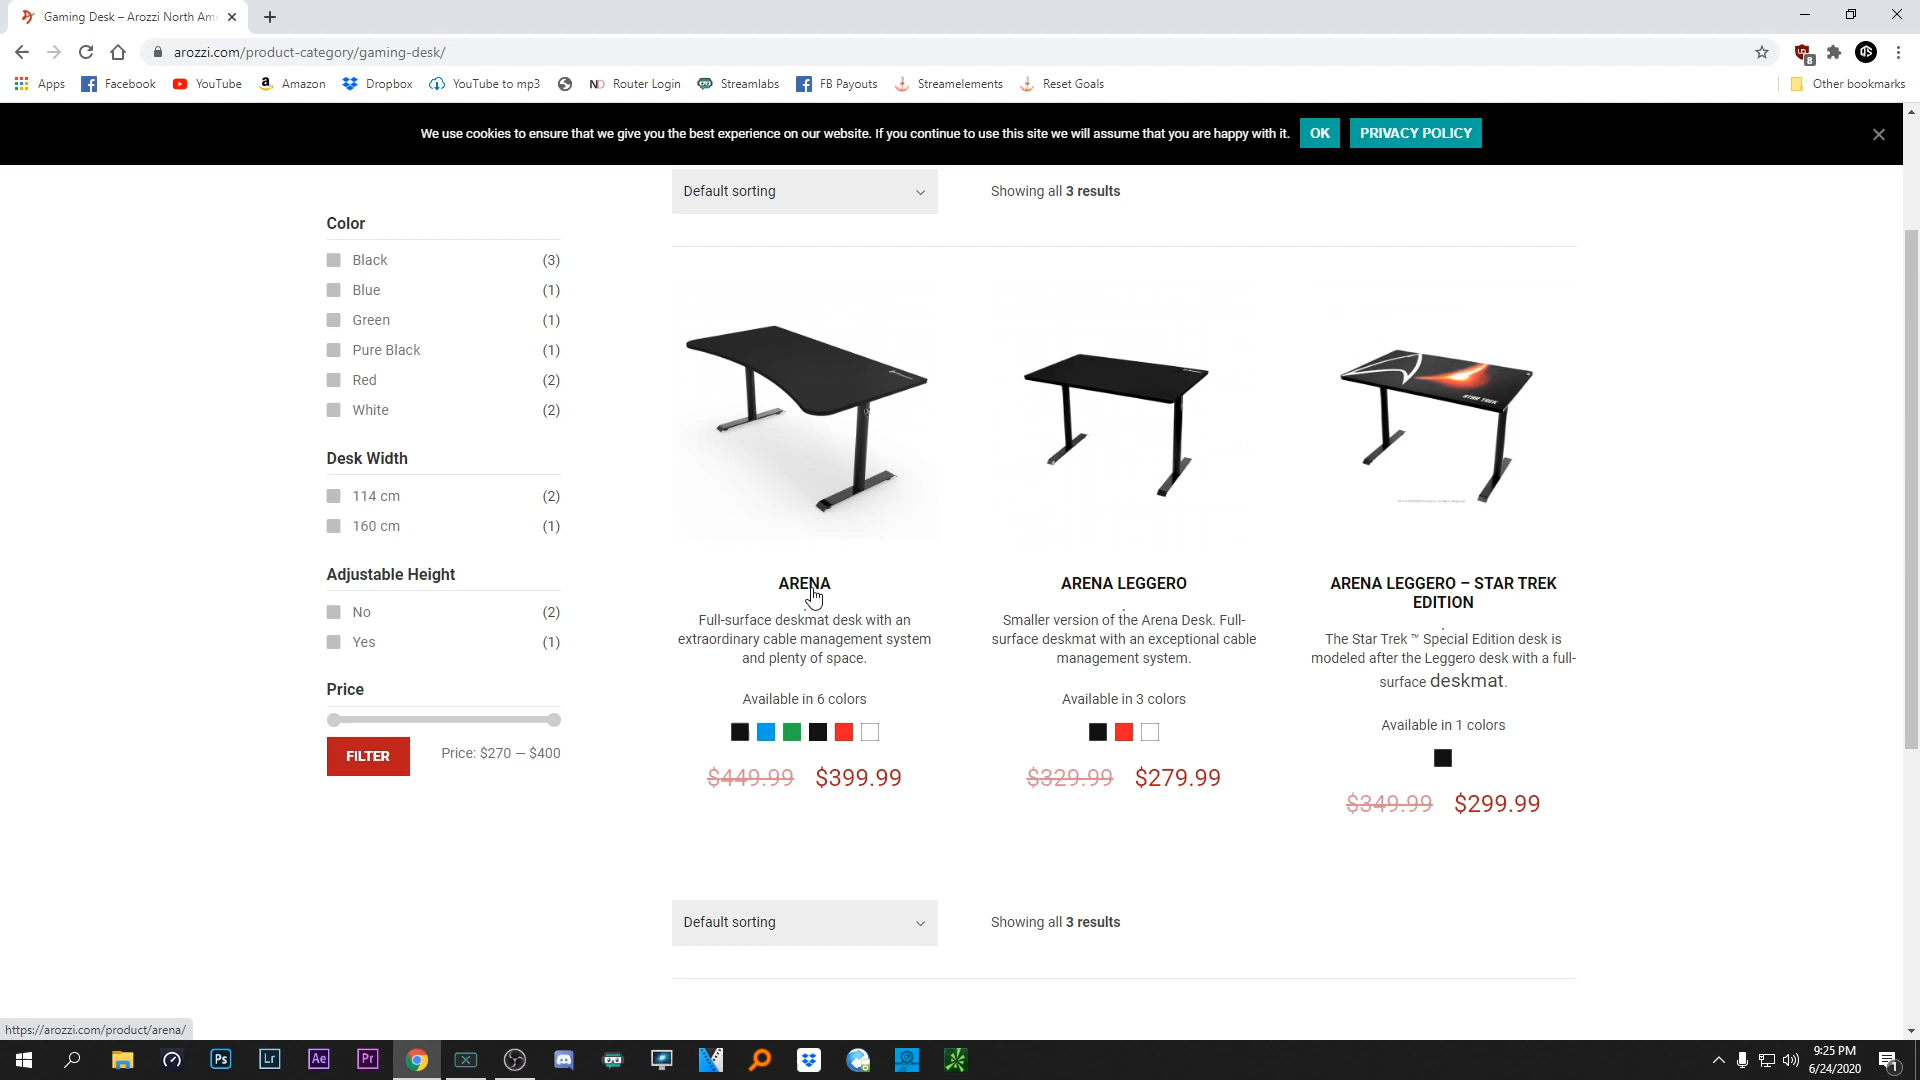 Gaming Desk – Arozzi North Am
arozzi.com/product-category/gaming-desk/
8
Apps Facebook YouTube Amazon Dropbox YouTube to mp3 Router Login Streamlabs FB Payouts Streamelements Reset Goals Other bookmarks
We use cookies to ensure that we give you the best experience on our website. If you continue to use this site we will assume that you are happy with it. OK PRIVACY POLICY
Default sorting Showing all 3 results
Color
Black (3)
Blue (1)
Green (1)
Pure Black (1)
Red (2)
White (2)
Desk Width
114 cm (2)
160 cm (1)
Adjustable Height
No (2)
Yes (1)
Price
FILTER Price: $270 — $400
ARENA
Full-surface deskmat desk with an
extraordinary cable management system
and plenty of space.
Available in 6 colors
$449.99 $399.99
ARENA LEGGERO
Smaller version of the Arena Desk. Full-
surface deskmat with an exceptional cable
management system.
Available in 3 colors
$329.99 $279.99
STAR TREK
ARENA LEGGERO – STAR TREK
EDITION
The Star Trek ™ Special Edition desk is
modeled after the Leggero desk with a full-
surface deskmat.
Available in 1 colors
$349.99 $299.99
Default sorting Showing all 3 results
https://arozzi.com/product/arena/
Ps Lr Ae Pr
9:25 PM
6/24/2020
1